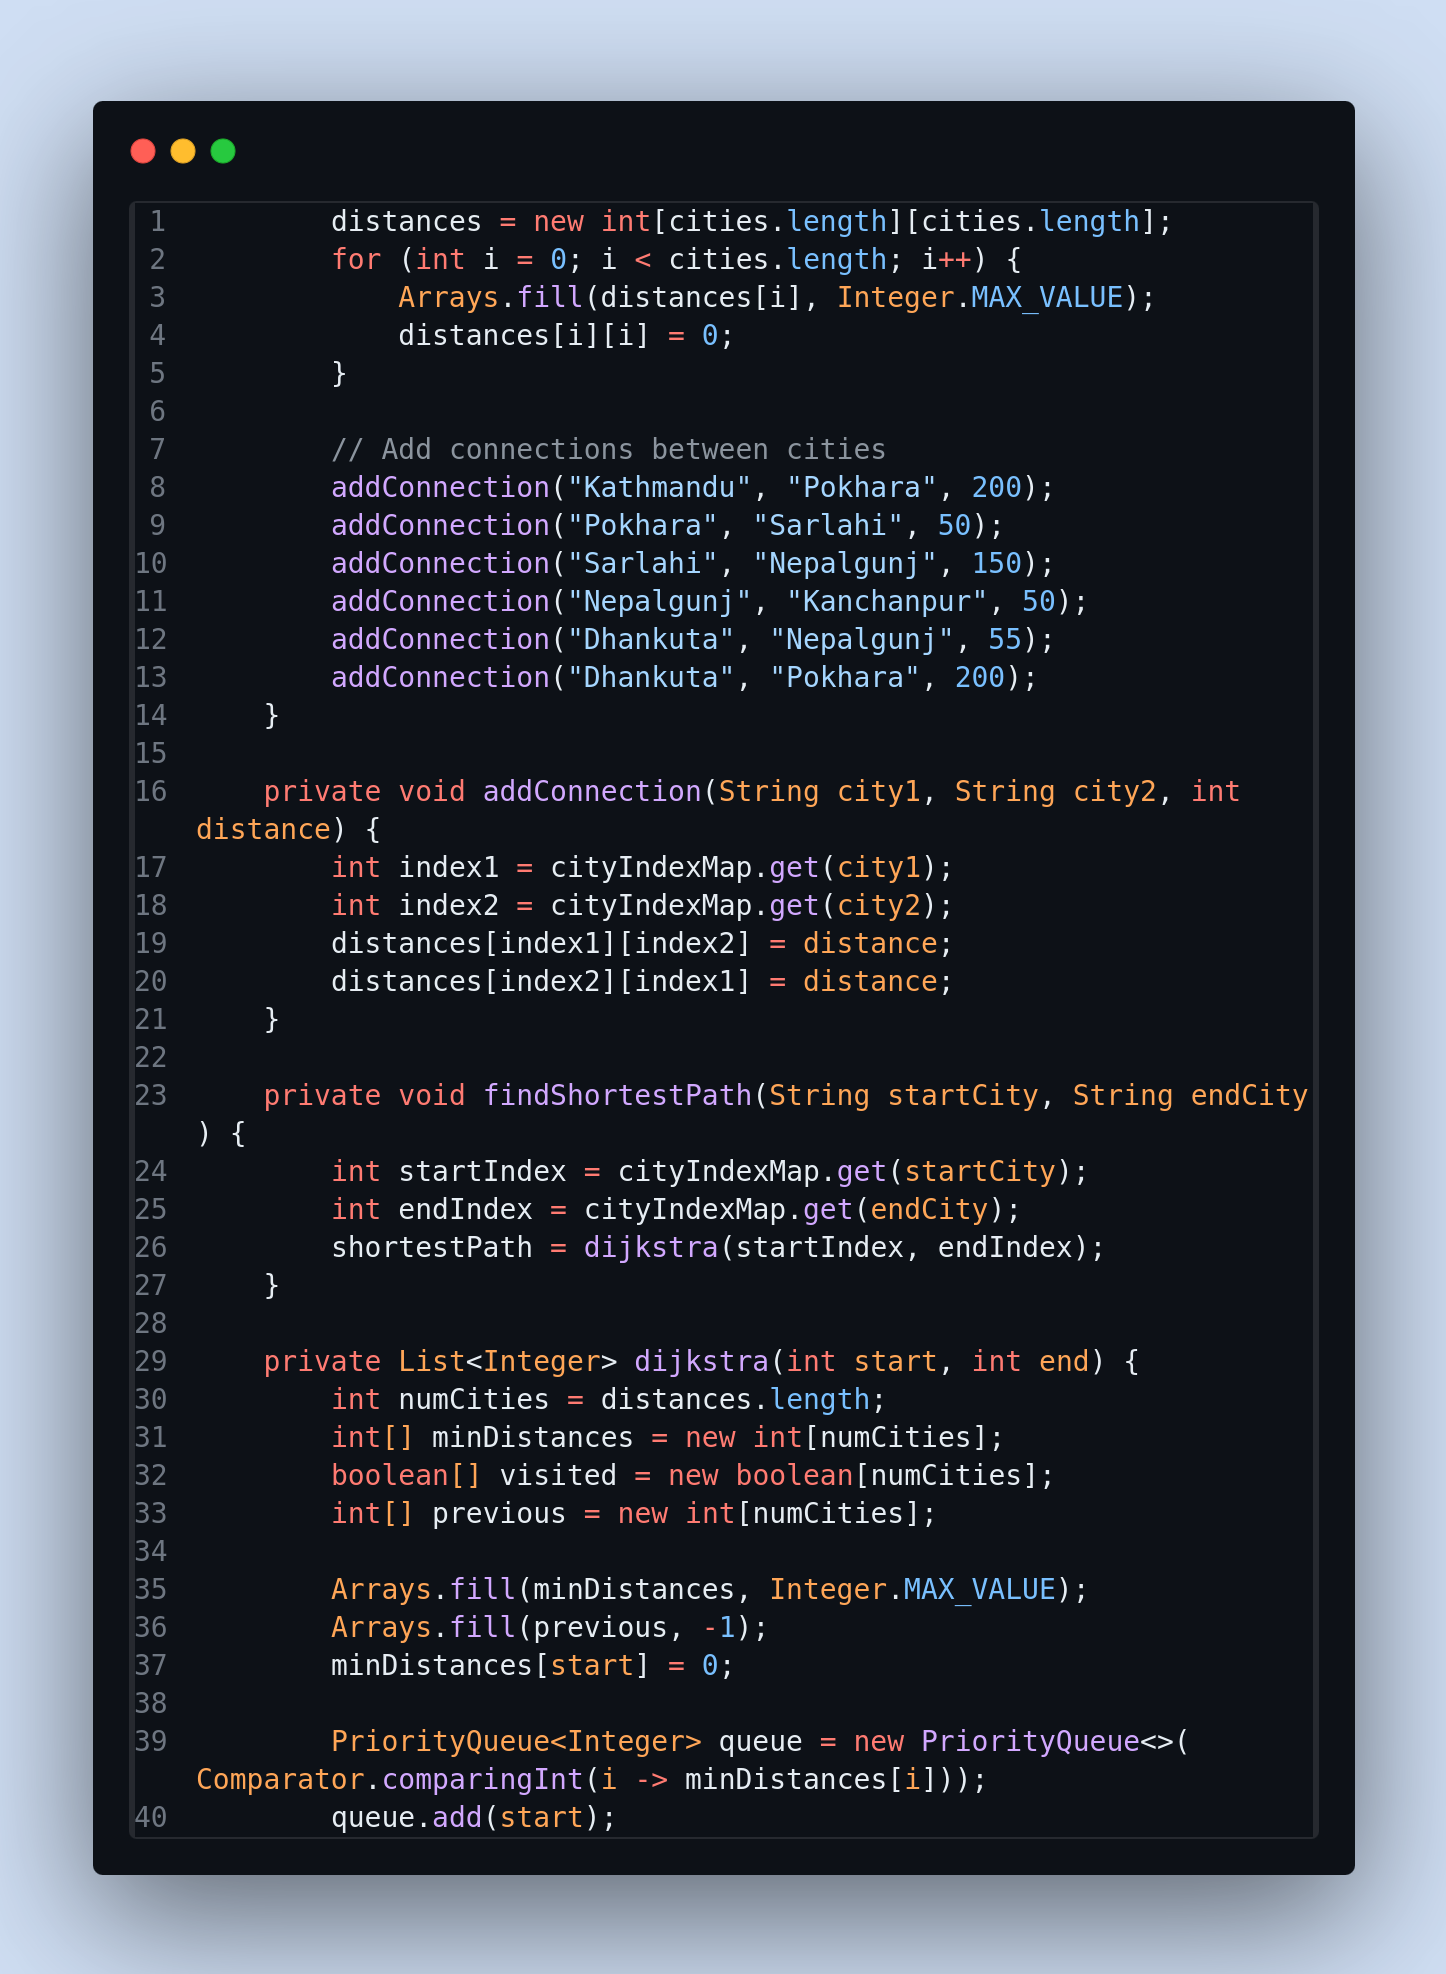 1 distances = new int[cities.length][cities.length];
2 for (int i = 0; i < cities.length; i++) {
3 Arrays.fill(distances[i], Integer.MAX_VALUE);
4 distances[i][i] = 0;
5 }
6
7 // Add connections between cities
8 addConnection("Kathmandu", "Pokhara", 200);
9 addConnection("Pokhara", "Sarlahi", 50);
10 addConnection("Sarlahi", "Nepalgunj", 150);
11 addConnection("Nepalgunj", "Kanchanpur", 50);
12 addConnection("Dhankuta", "Nepalgunj", 55);
13 addConnection("Dhankuta", "Pokhara", 200);
14 }
15
16 private void addConnection(String city1, String city2, int
distance) {
17 int index1 = cityIndexMap.get(city1);
18 int index2 = cityIndexMap.get(city2);
19 distances[index1][index2] = distance;
20 distances[index2][index1] = distance;
21 }
22
23 private void findShortestPath(String startCity, String endCity
) {
24 int startIndex = cityIndexMap.get(startCity);
25 int endIndex = cityIndexMap.get(endCity);
26 shortestPath = dijkstra(startIndex, endIndex);
27 }
28
29 private List<Integer> dijkstra(int start, int end) {
30 int numCities = distances.length;
31 int[] minDistances = new int[numCities];
32 boolean[] visited = new boolean[numCities];
33 int[] previous = new int[numCities];
34
35 Arrays.fill(minDistances, Integer.MAX_VALUE);
36 Arrays.fill(previous, -1);
37 minDistances[start] = 0;
38
39 PriorityQueue<Integer> queue = new PriorityQueue<>(
Comparator.comparingInt(i -> minDistances[i]));
40 queue.add(start);